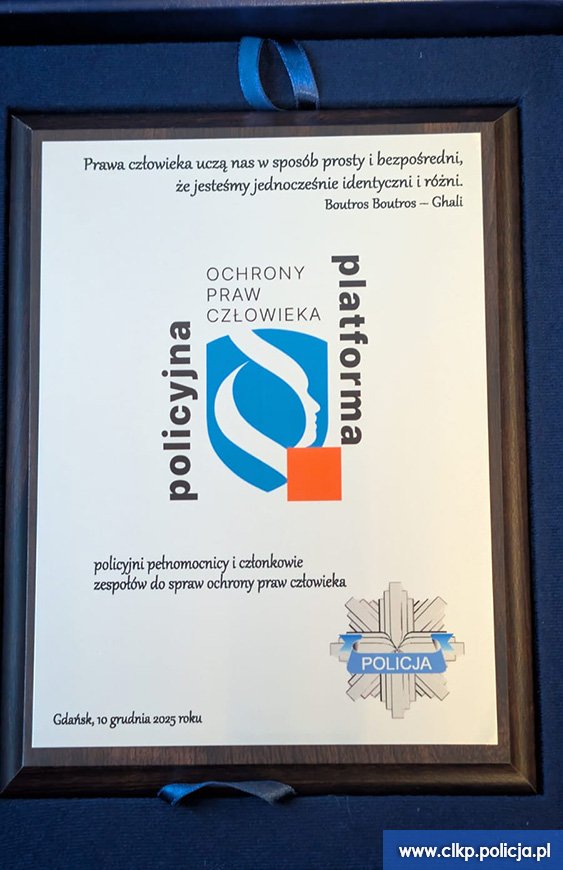 Prawa człowieka uczą nas w sposób prosty i bezpośredni,
że jesteśmy jednocześnie identyczni i różni.
Boutros Boutros – Ghali
policyjna
OCHRONY
PRAW
CZŁOWIEKA
platforma
policyjni pełnomocnicy i członkowie
zespołów do spraw ochrony praw człowieka
POLICJA
Gdańsk, 10 grudnia 2025 roku
www.clkp.policja.pl